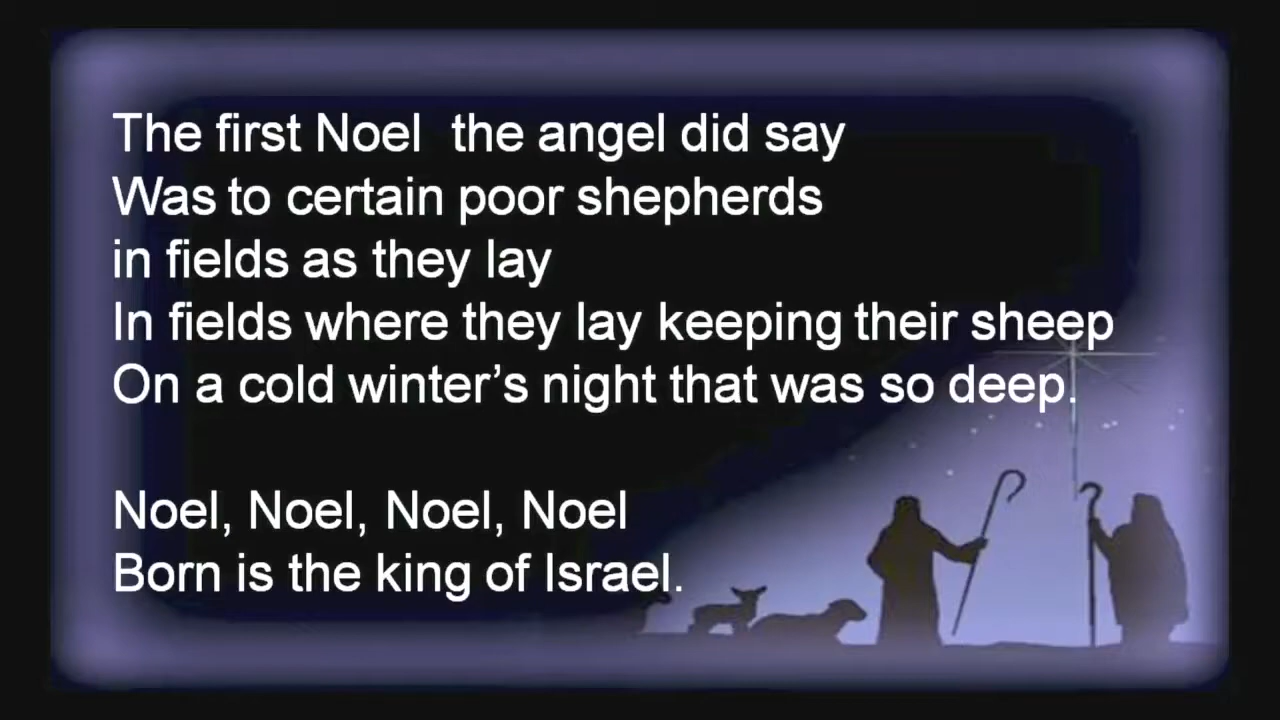 The first Noel  the angel did say
Was to certain poor shepherds
in fields as they lay
In fields where they lay keeping their sheep
On a cold winter’s night that was so deep.
Noel, Noel, Noel, Noel
Born is the king of Israel.